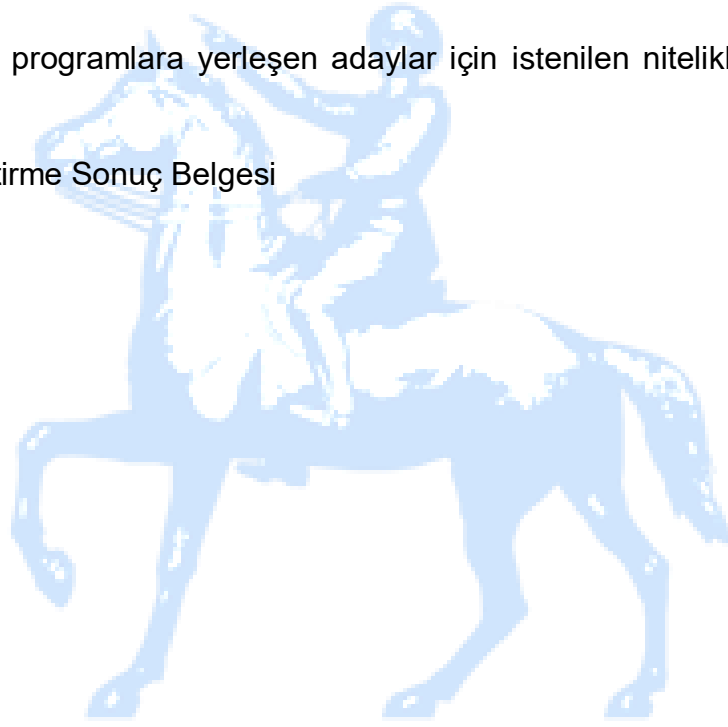 programlara yerleşen adaylar için istenilen nitelikl
tirme Sonuç Belgesi